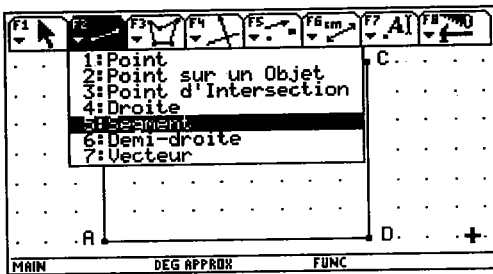 F1 F2 F3 F4 F5 F6 cm F7 A F8
1:Point
2:Point sur un Objet
3:Point d'Intersection
4:Droite
5:Segment
6:Demi-droite
7:Vecteur
C
A D
MAIN DEG APPROX FUNC